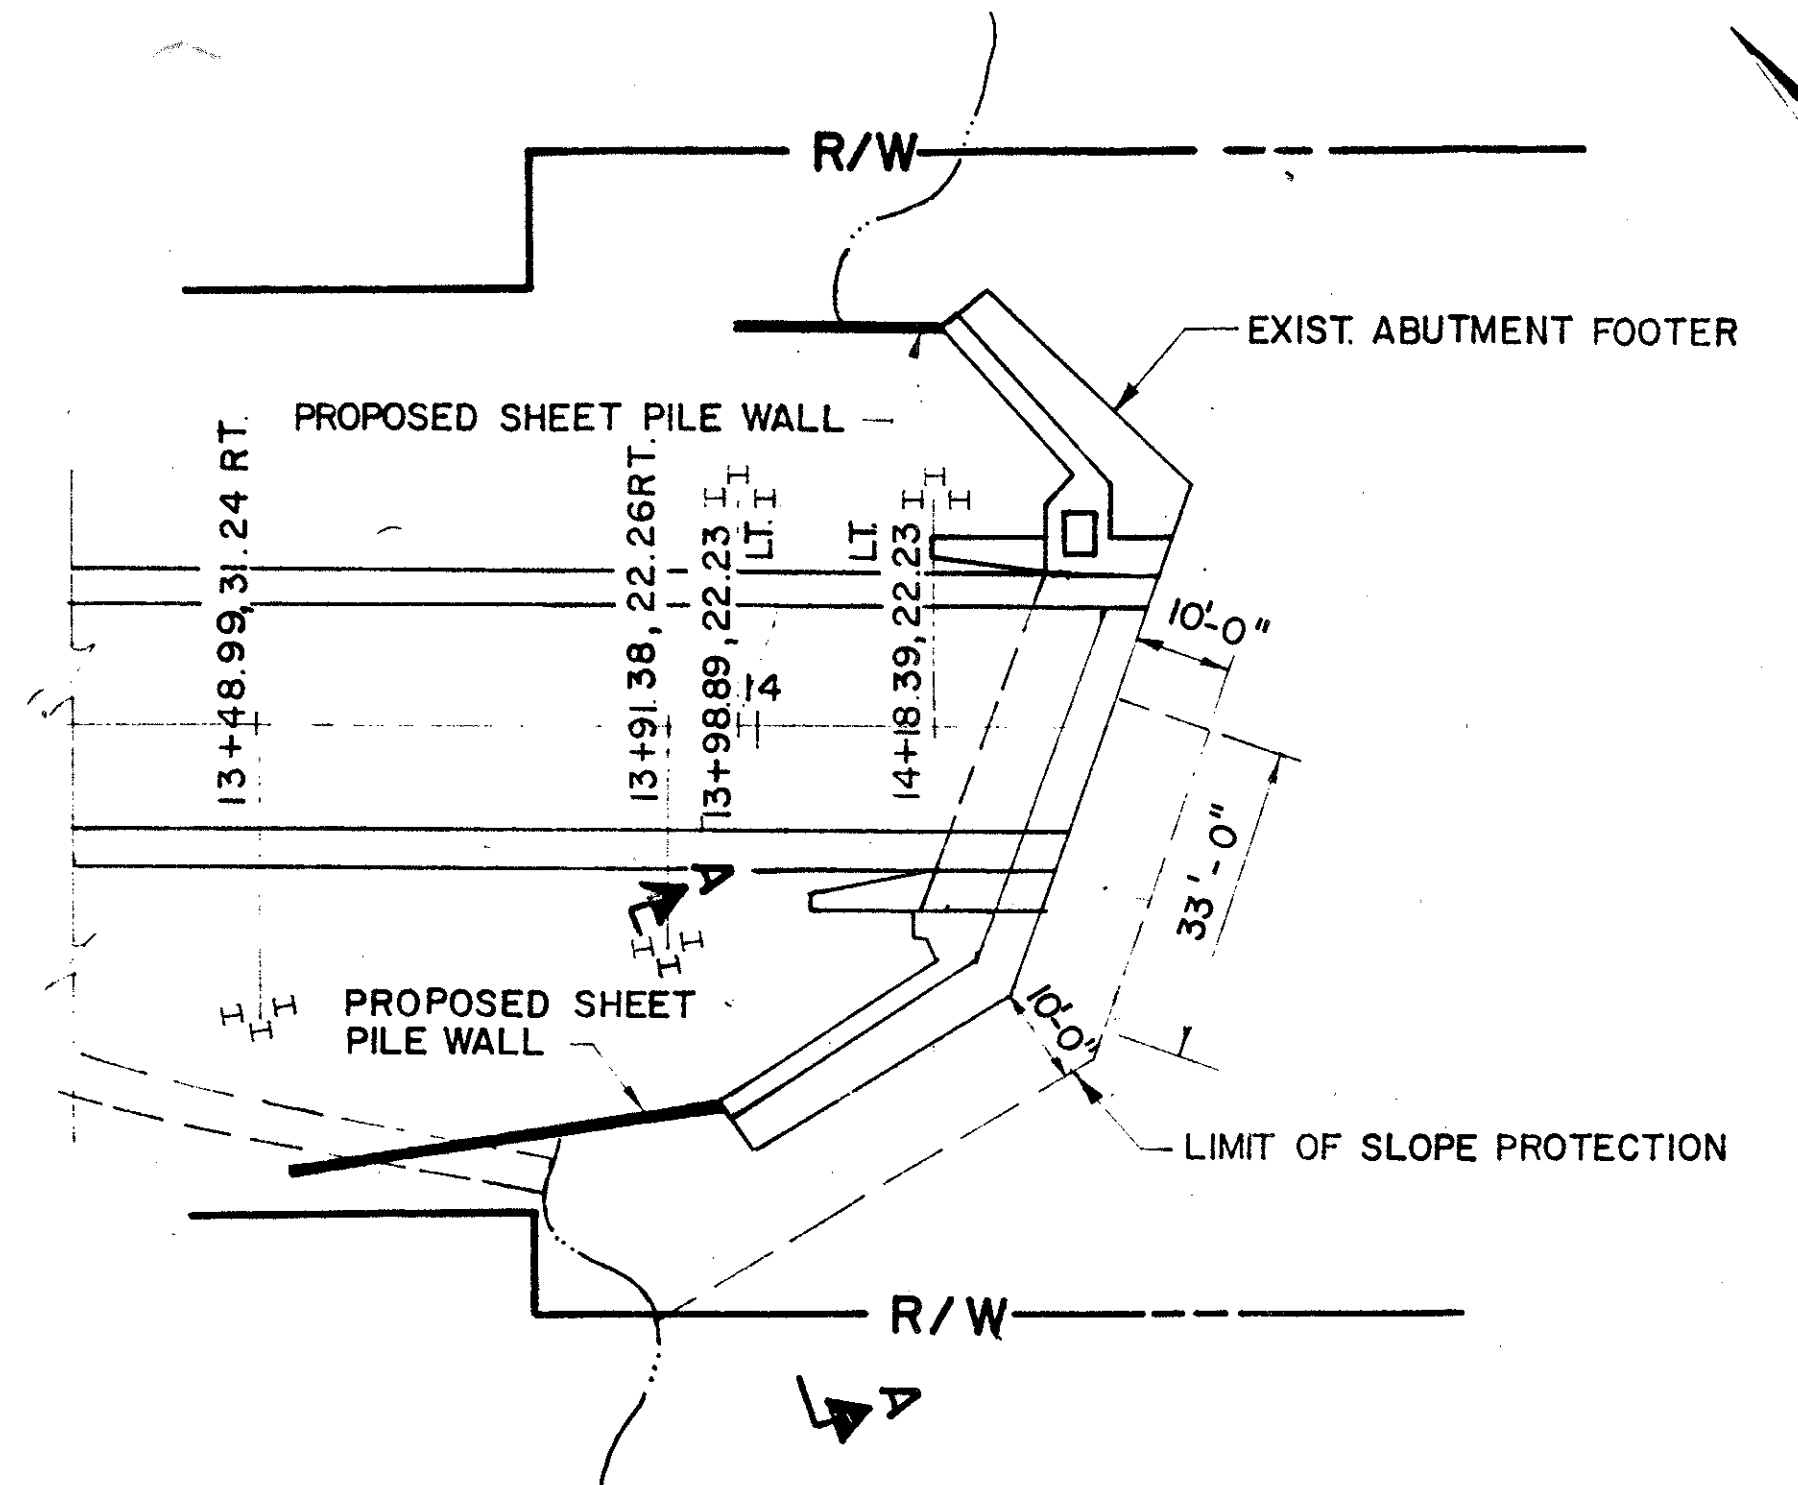 R/W
EXIST. ABUTMENT FOOTER
PROPOSED SHEET PILE WALL
13+48.99,31.24 RT.
13+91.38, 22.26RT.
13+98.89,22.23
LT.
LT.
14+18.39,22.23
14
10'-0"
33'-0"
A
PROPOSED SHEET
PILE WALL
10'-0"
LIMIT OF SLOPE PROTECTION
R/W
A